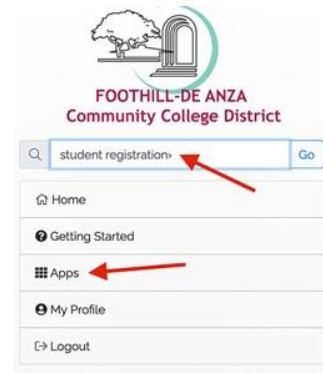 FOOTHILL-DE ANZA
Community College District
student registration›
Go
Home
Getting Started
Apps
My Profile
Logout